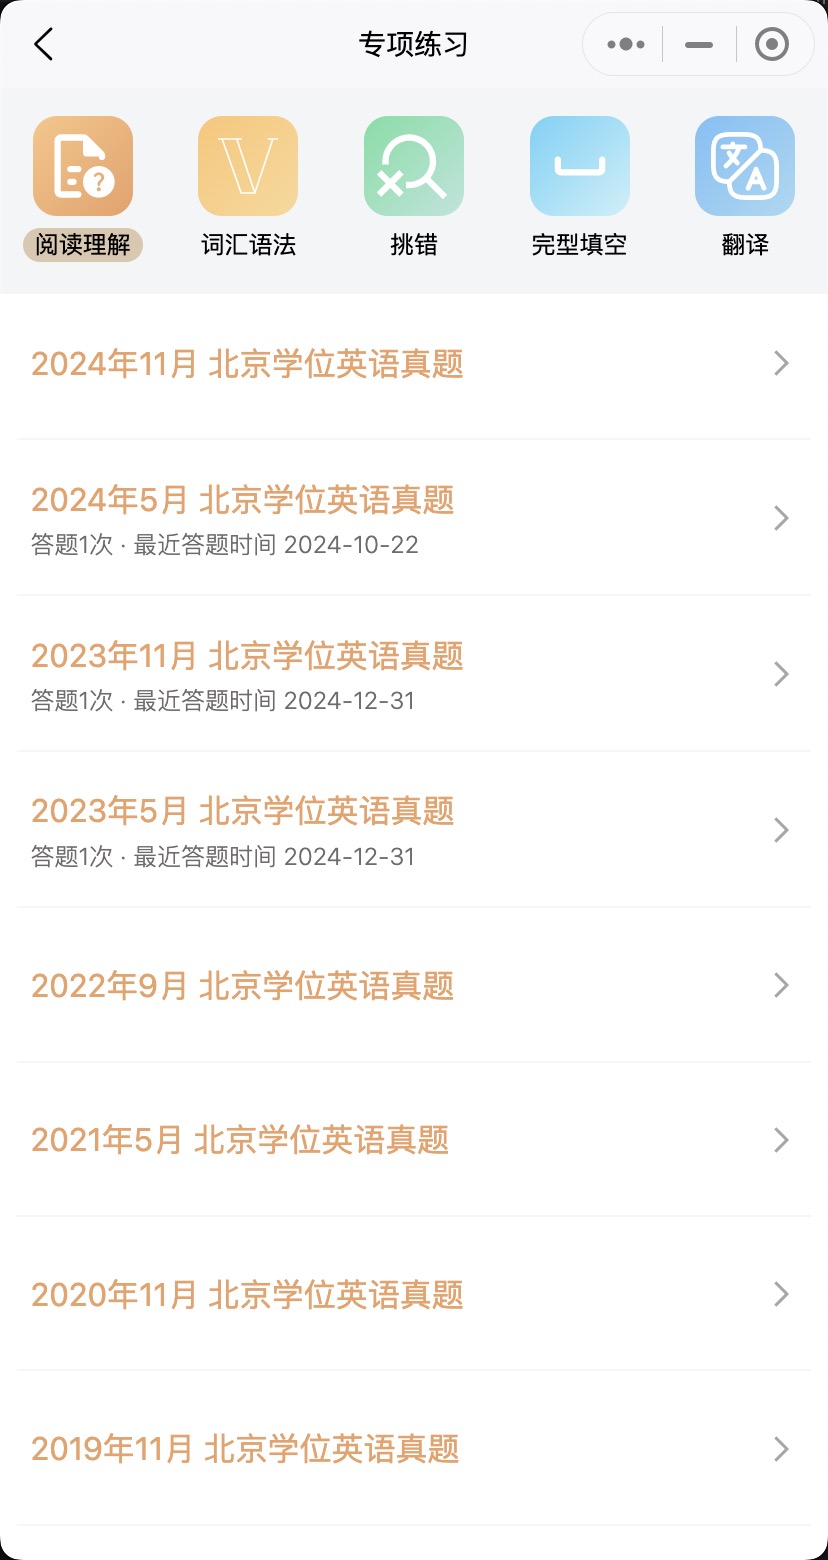 专项练习
阅读理解 词汇语法 挑错 完型填空 翻译
2024年11月 北京学位英语真题
2024年5月 北京学位英语真题
答题1次 · 最近答题时间 2024-10-22
2023年11月 北京学位英语真题
答题1次 · 最近答题时间 2024-12-31
2023年5月 北京学位英语真题
答题1次 · 最近答题时间 2024-12-31
2022年9月 北京学位英语真题
2021年5月 北京学位英语真题
2020年11月 北京学位英语真题
2019年11月 北京学位英语真题